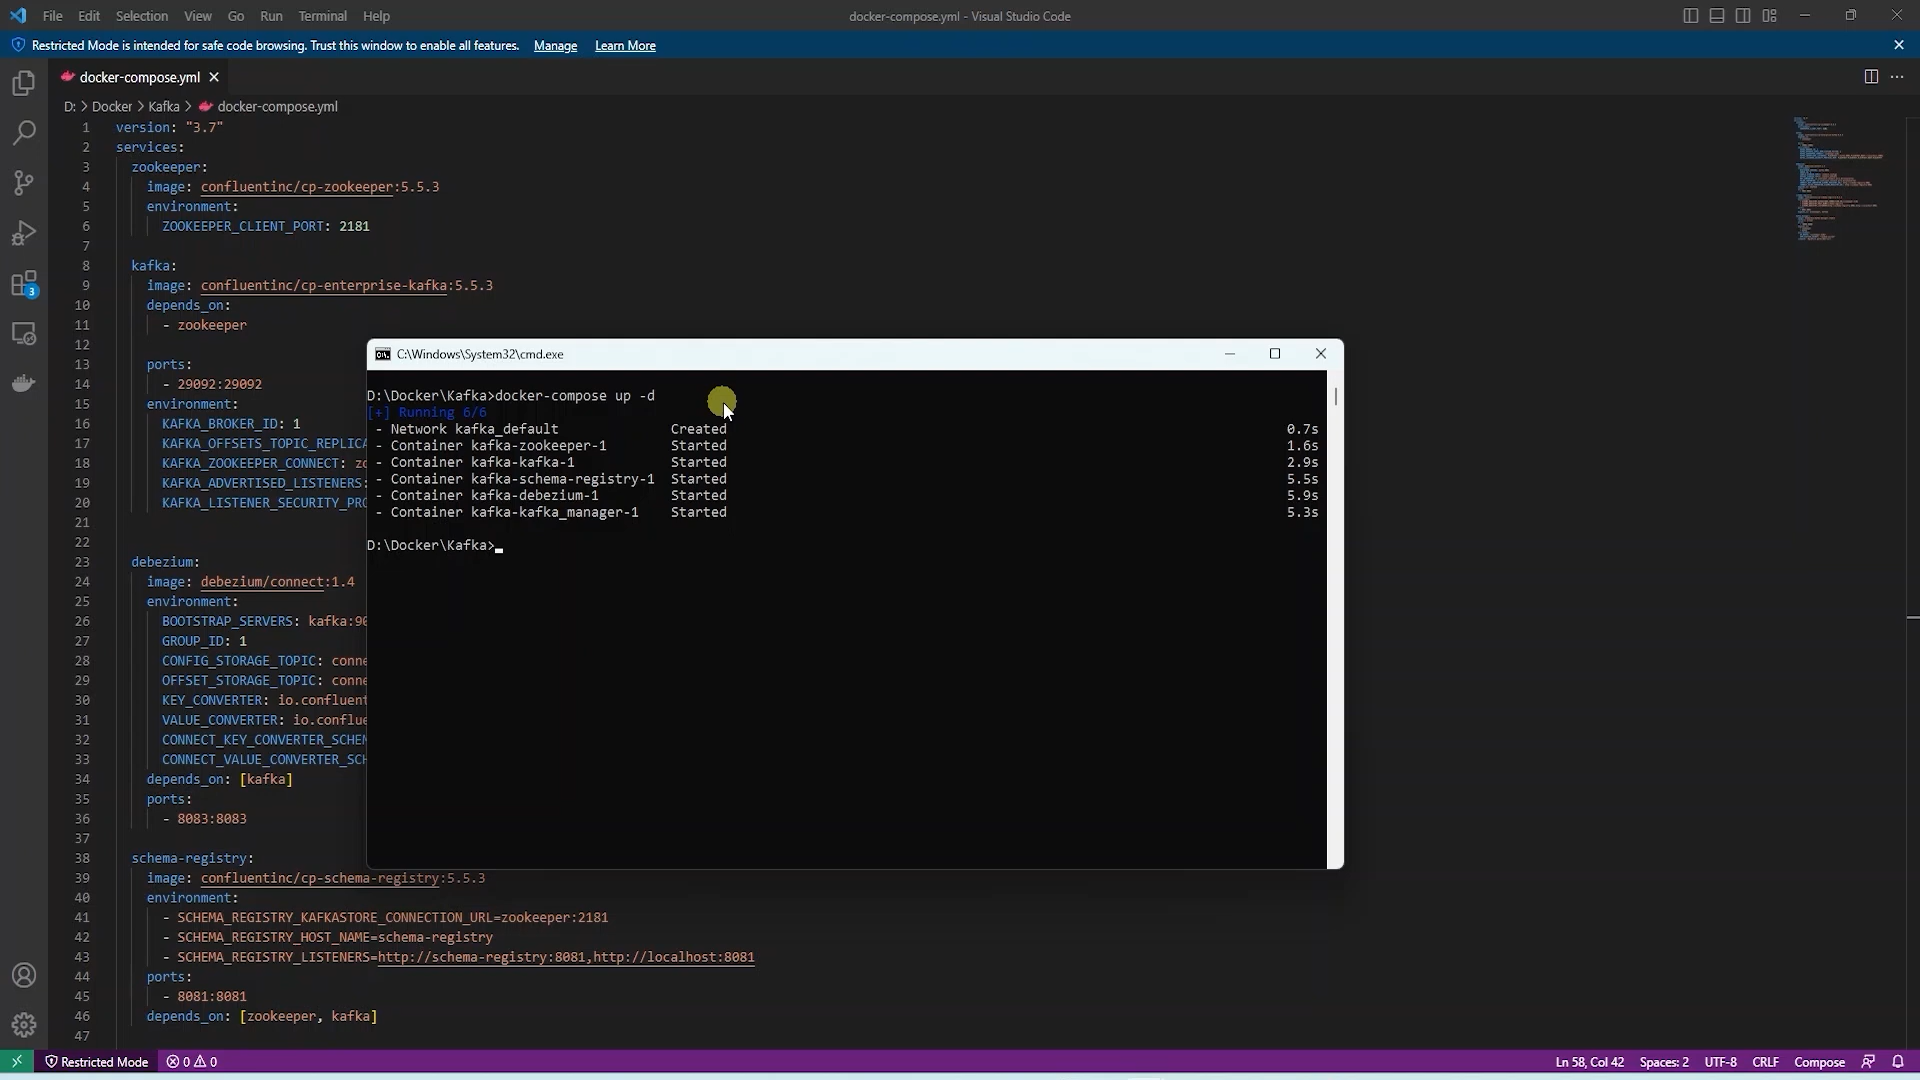 File Edit Selection View Go Run Terminal Help
docker-compose.yml - Visual Studio Code
Restricted Mode is intended for safe code browsing. Trust this window to enable all features. Manage Learn More
docker-compose.yml
D: > Docker > Kafka > docker-compose.yml
1 version: "3.7"
2 services:
3 zookeeper:
4 image: confluentinc/cp-zookeeper:5.5.3
5 environment:
6 ZOOKEEPER_CLIENT_PORT: 2181
7
8 kafka:
9 image: confluentinc/cp-enterprise-kafka:5.5.3
10 depends_on:
11 - zookeeper
12
13 ports:
14 - 29092:29092
15 environment:
16 KAFKA_BROKER_ID: 1
17 KAFKA_OFFSETS_TOPIC_REPLICA
18 KAFKA_ZOOKEEPER_CONNECT: zo
19 KAFKA_ADVERTISED_LISTENERS:
20 KAFKA_LISTENER_SECURITY_PRO
21
22
23 debezium:
24 image: debezium/connect:1.4
25 environment:
26 BOOTSTRAP_SERVERS: kafka:90
27 GROUP_ID: 1
28 CONFIG_STORAGE_TOPIC: conne
29 OFFSET_STORAGE_TOPIC: conne
30 KEY_CONVERTER: io.confluent
31 VALUE_CONVERTER: io.conflue
32 CONNECT_KEY_CONVERTER_SCHEM
33 CONNECT_VALUE_CONVERTER_SCH
34 depends_on: [kafka]
35 ports:
36 - 8083:8083
37
38 schema-registry:
39 image: confluentinc/cp-schema-registry:5.5.3
40 environment:
41 - SCHEMA_REGISTRY_KAFKASTORE_CONNECTION_URL=zookeeper:2181
42 - SCHEMA_REGISTRY_HOST_NAME=schema-registry
43 - SCHEMA_REGISTRY_LISTENERS=http://schema-registry:8081,http://localhost:8081
44 ports:
45 - 8081:8081
46 depends_on: [zookeeper, kafka]
47
C:\Windows\System32\cmd.exe
D:\Docker\Kafka>docker-compose up -d
[+] Running 6/6
- Network kafka_default Created 0.7s
- Container kafka-zookeeper-1 Started 1.6s
- Container kafka-kafka-1 Started 2.9s
- Container kafka-schema-registry-1 Started 5.5s
- Container kafka-debezium-1 Started 5.9s
- Container kafka-kafka_manager-1 Started 5.3s
D:\Docker\Kafka>
3
Restricted Mode 0 0 Ln 58, Col 42 Spaces: 2 UTF-8 CRLF Compose